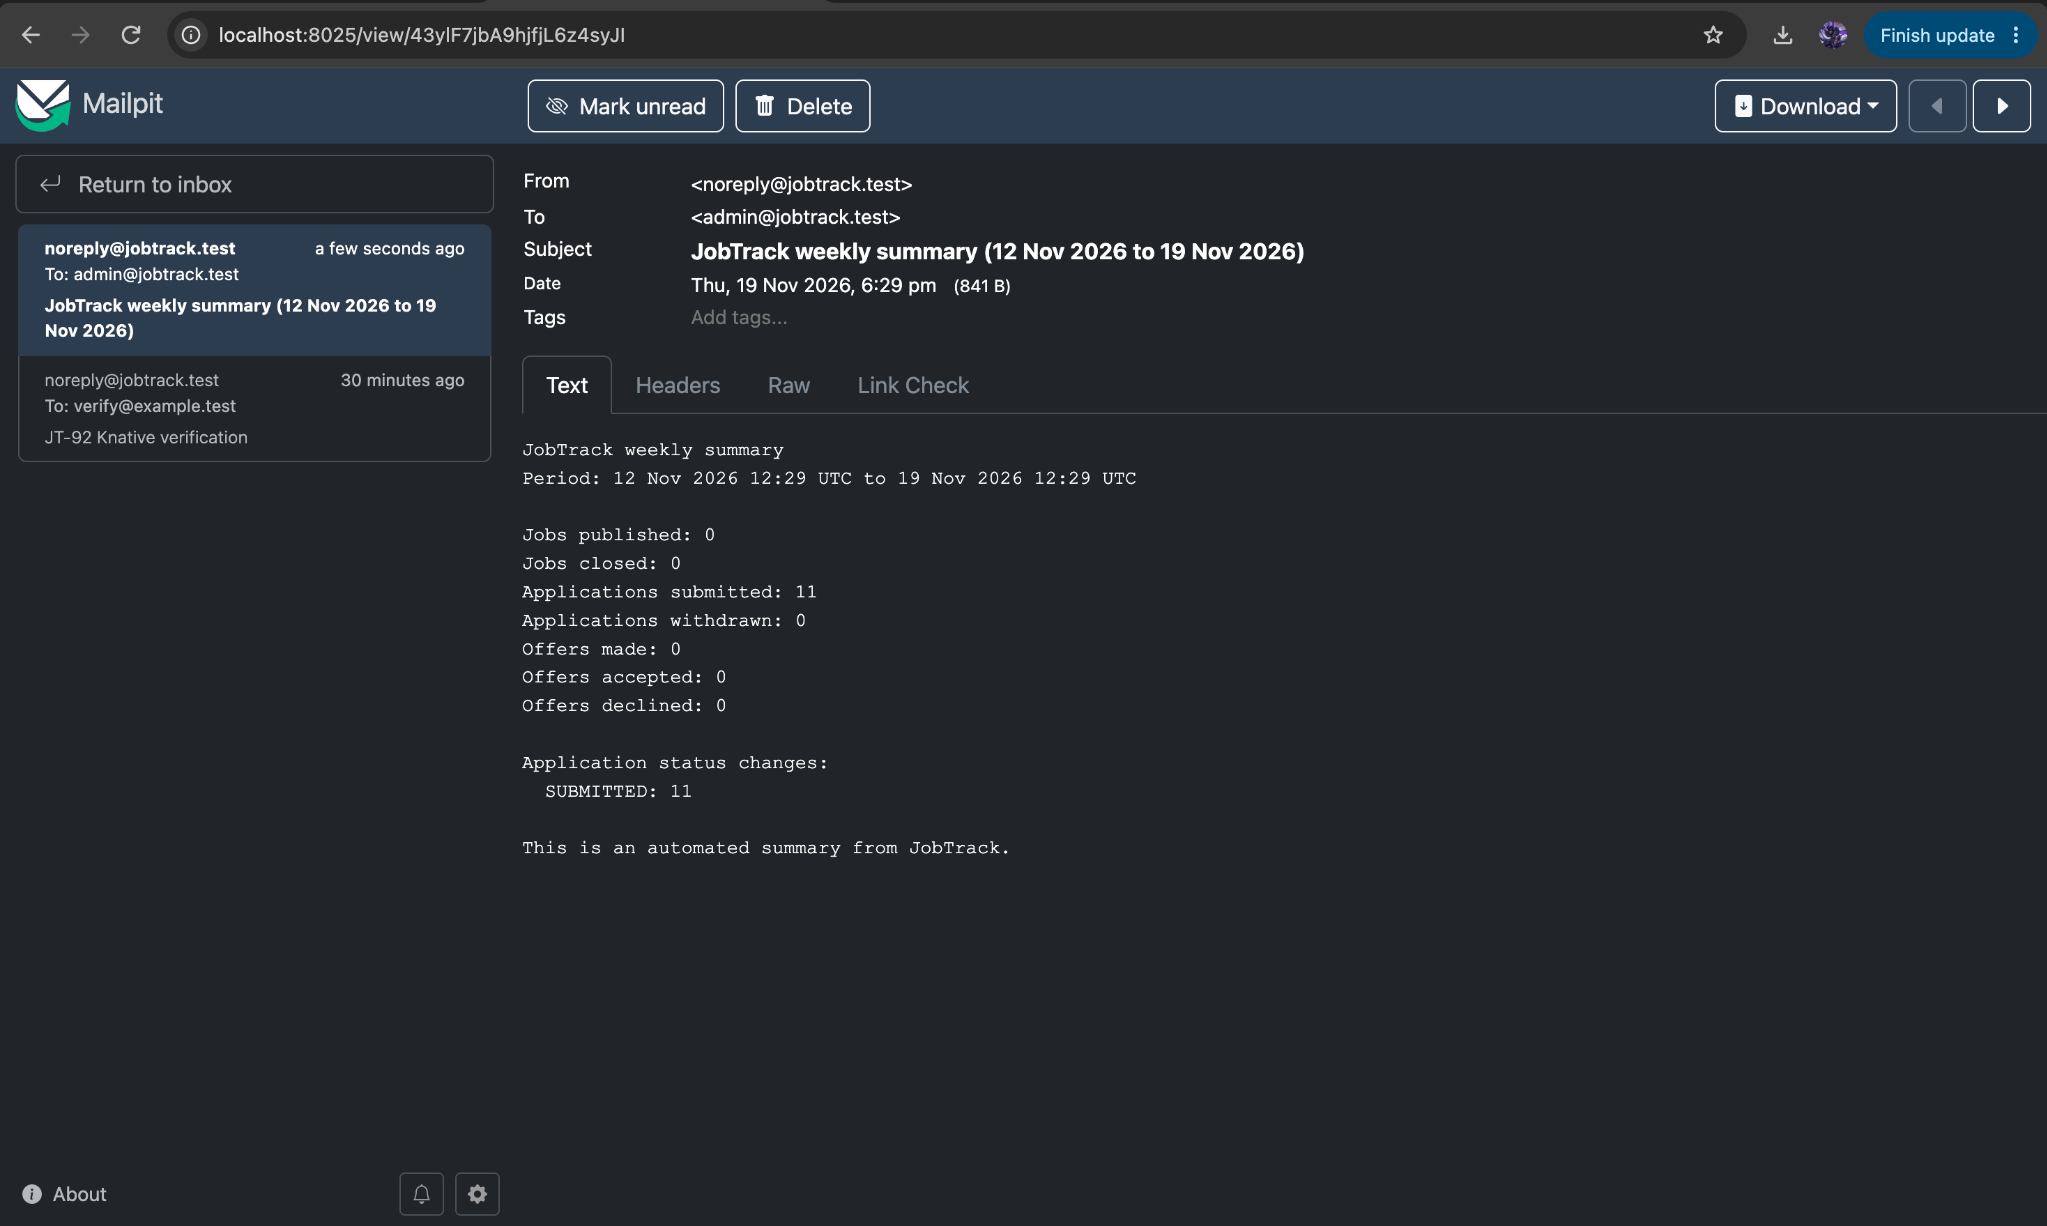 localhost:8025/view/43yIF7jbA9hjfjL6z4syJI
Finish update
Mailpit
Mark unread
Delete
Download
Return to inbox
noreply@jobtrack.test a few seconds ago
To: admin@jobtrack.test
JobTrack weekly summary (12 Nov 2026 to 19
Nov 2026)
noreply@jobtrack.test 30 minutes ago
To: verify@example.test
JT-92 Knative verification
From <noreply@jobtrack.test>
To <admin@jobtrack.test>
Subject JobTrack weekly summary (12 Nov 2026 to 19 Nov 2026)
Date Thu, 19 Nov 2026, 6:29 pm (841 B)
Tags Add tags...
Text Headers Raw Link Check
JobTrack weekly summary
Period: 12 Nov 2026 12:29 UTC to 19 Nov 2026 12:29 UTC
Jobs published: 0
Jobs closed: 0
Applications submitted: 11
Applications withdrawn: 0
Offers made: 0
Offers accepted: 0
Offers declined: 0
Application status changes:
SUBMITTED: 11
This is an automated summary from JobTrack.
About